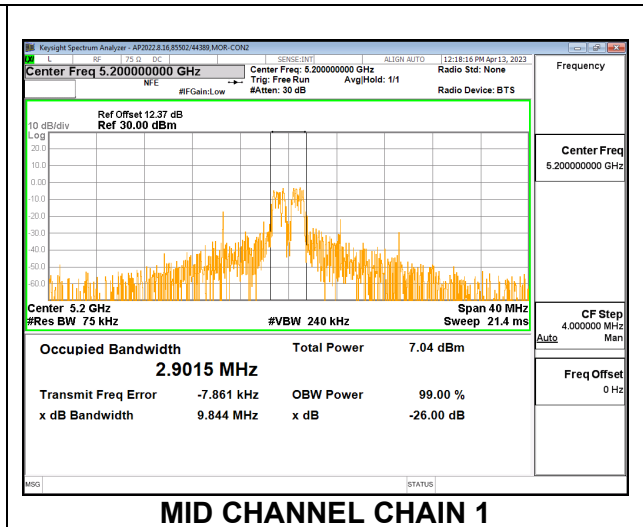 Keysight Spectrum Analyzer - AP2022.8.16,85502/44389,MOR-CON2
L RF 75 Ω DC SENSE:INT ALIGN AUTO 12:18:16 PM Apr 13, 2023
Center Freq 5.200000000 GHz Center Freq: 5.200000000 GHz Radio Std: None Frequency
NFE Trig: Free Run Avg|Hold: 1/1
#IFGain:Low #Atten: 30 dB Radio Device: BTS
Ref Offset 12.37 dB
10 dB/div Ref 30.00 dBm
Log
20.0
10.0
0.00
-10.0
-20.0
-30.0
-40.0
-50.0
-60.0
Center Freq
5.200000000 GHz
Center 5.2 GHz Span 40 MHz
#Res BW 75 kHz #VBW 240 kHz Sweep 21.4 ms
CF Step
4.000000 MHz
Auto Man
Occupied Bandwidth Total Power 7.04 dBm
2.9015 MHz
Transmit Freq Error -7.861 kHz OBW Power 99.00 %
x dB Bandwidth 9.844 MHz x dB -26.00 dB
Freq Offset
0 Hz
MSG STATUS
MID CHANNEL CHAIN 1